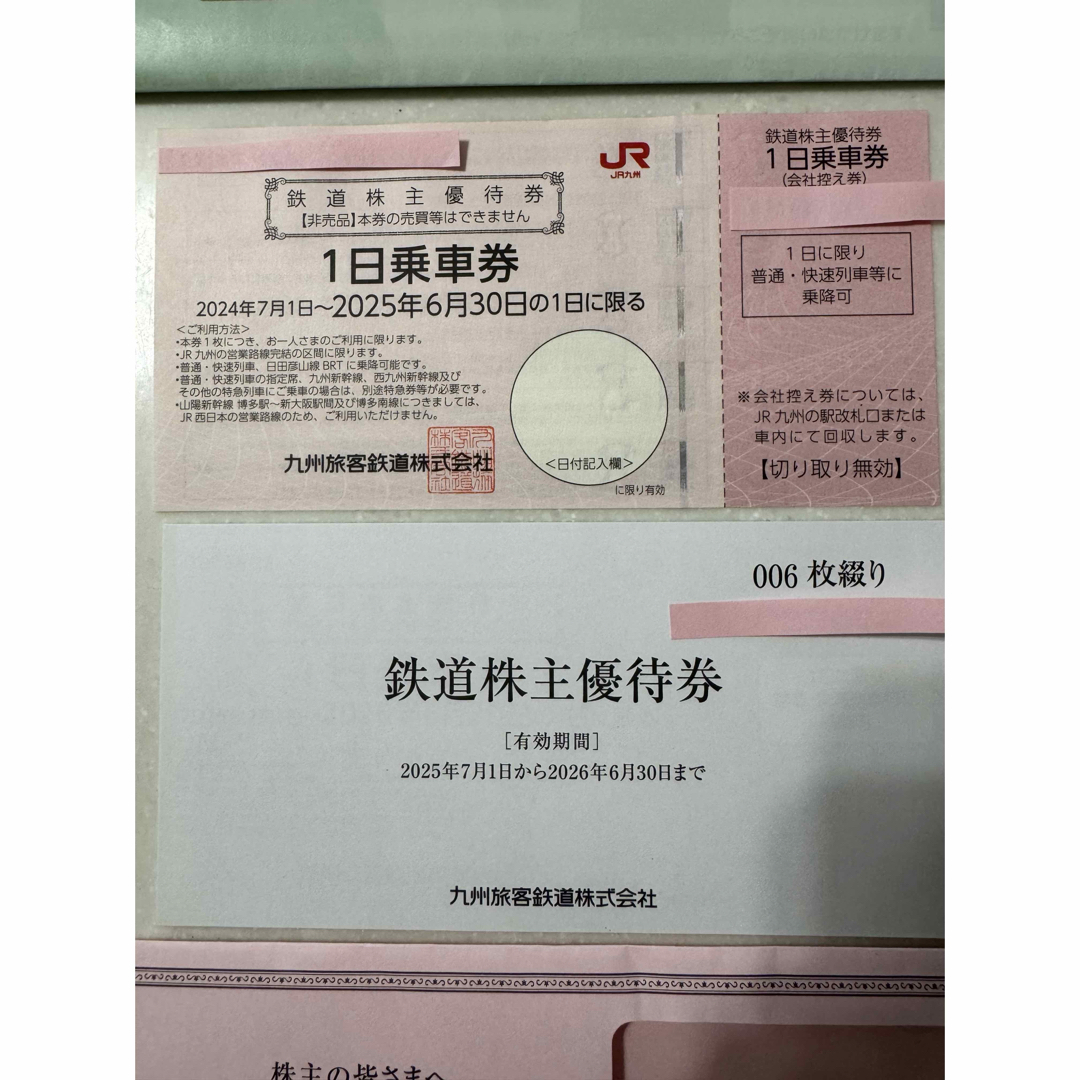 JR
JR九州
鉄道株主優待券
【非売品】本券の売買等はできません
1日乗車券
2024年7月1日～2025年6月30日の1日に限る
＜ご利用方法＞
・本券1枚につき、お一人さまのご利用に限ります。
・JR九州の営業路線完結の区間に限ります。
・普通・快速列車、日田彦山線BRTに乗降可能です。
・普通・快速列車の指定席、九州新幹線、西九州新幹線及び
その他の特急列車にご乗車の場合は、別途特急券等が必要です。
・山陽新幹線 博多駅～新大阪駅間及び博多南線につきましては、
JR西日本の営業路線のため、ご利用いただけません。
九州旅客鉄道株式会社
＜日付記入欄＞
に限り有効
鉄道株主優待券
1日乗車券
(会社控え券)
1日に限り
普通・快速列車等に
乗降可
※会社控え券については、
JR九州の駅改札口または
車内にて回収します。
【切り取り無効】
006 枚綴り
鉄道株主優待券
［有効期間］
2025年7月1日から2026年6月30日まで
九州旅客鉄道株式会社
株主の皆さまへ